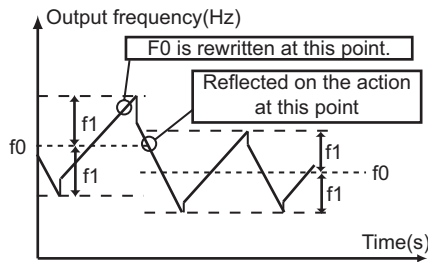 Output frequency(Hz)
F0 is rewritten at this point.
Reflected on the action
at this point
f1
f0
f1
f1
f0
f1
Time(s)